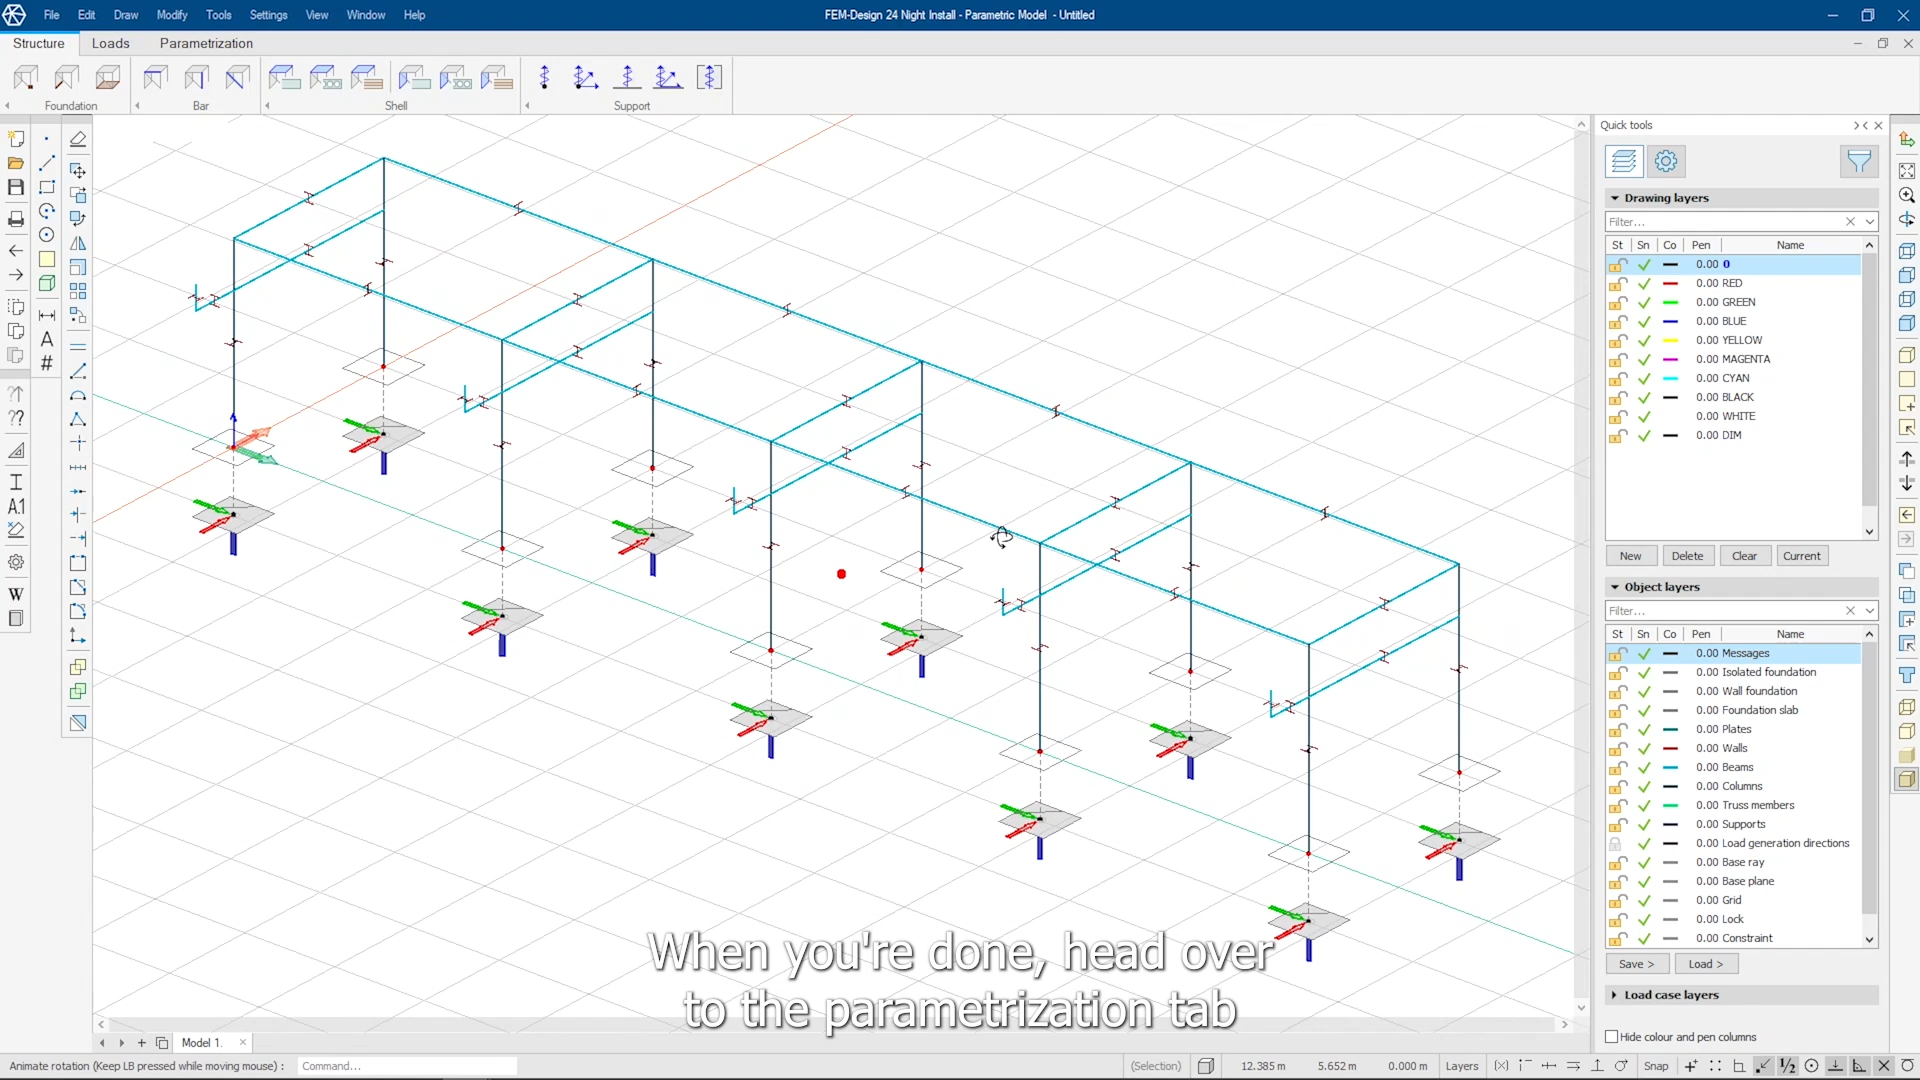 File Edit Draw Modify Tools Settings View Window Help
FEM-Design 24 Night Install - Parametric Model - Untitled
Structure Loads Parametrization
Foundation Bar Shell Support
Quick tools
Drawing layers
Filter...
St Sn Co Pen Name
0.00 0
0.00 RED
0.00 GREEN
0.00 BLUE
0.00 YELLOW
0.00 MAGENTA
0.00 CYAN
0.00 BLACK
0.00 WHITE
0.00 DIM
New Delete Clear Current
Object layers
Filter...
St Sn Co Pen Name
0.00 Messages
0.00 Isolated foundation
0.00 Wall foundation
0.00 Foundation slab
0.00 Plates
0.00 Walls
0.00 Beams
0.00 Columns
0.00 Truss members
0.00 Supports
0.00 Load generation directions
0.00 Base ray
0.00 Base plane
0.00 Grid
0.00 Lock
0.00 Constraint
Save > Load >
Load case layers
Hide colour and pen columns
A
#
??
A.1
W
When you're done, head over
to the parametrization tab
Model 1.
Animate rotation (Keep LB pressed while moving mouse) : Command... (Selection) 12.385 m 5.652 m 0.000 m Layers Snap 1/2